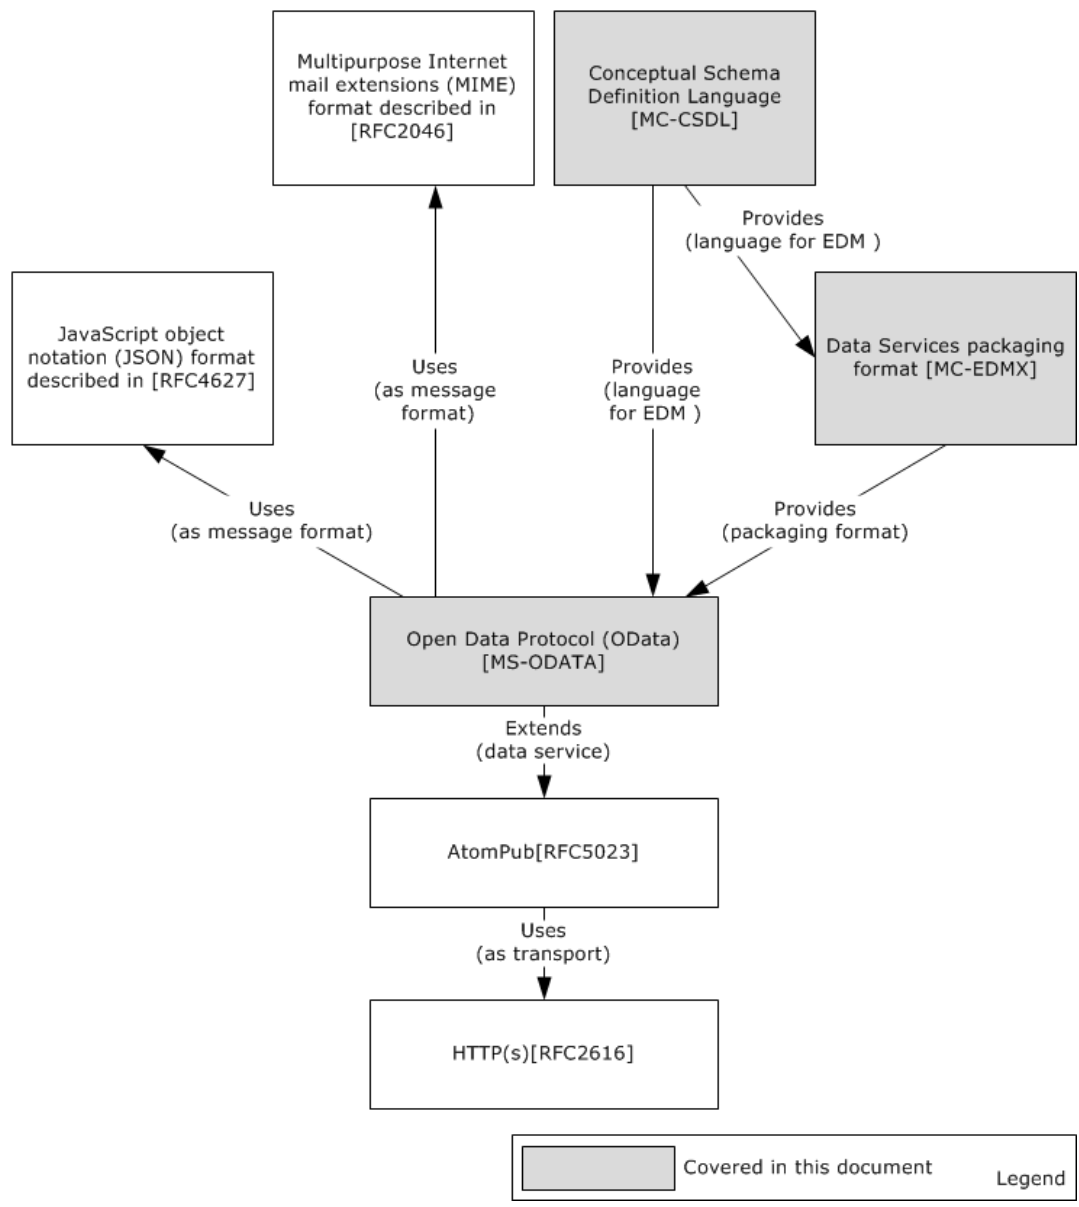 Multipurpose Internet
mail extensions (MIME)
format described in
[RFC2046]
Conceptual Schema
Definition Language
[MC-CSDL]
Provides
(language for EDM )
JavaScript object
notation (JSON) format
described in [RFC4627]
Data Services packaging
format [MC-EDMX]
Uses
(as message
format)
Provides
(language
for EDM )
Uses
(as message format)
Provides
(packaging format)
Open Data Protocol (OData)
[MS-ODATA]
Extends
(data service)
AtomPub[RFC5023]
Uses
(as transport)
HTTP(s)[RFC2616]
Covered in this document
Legend